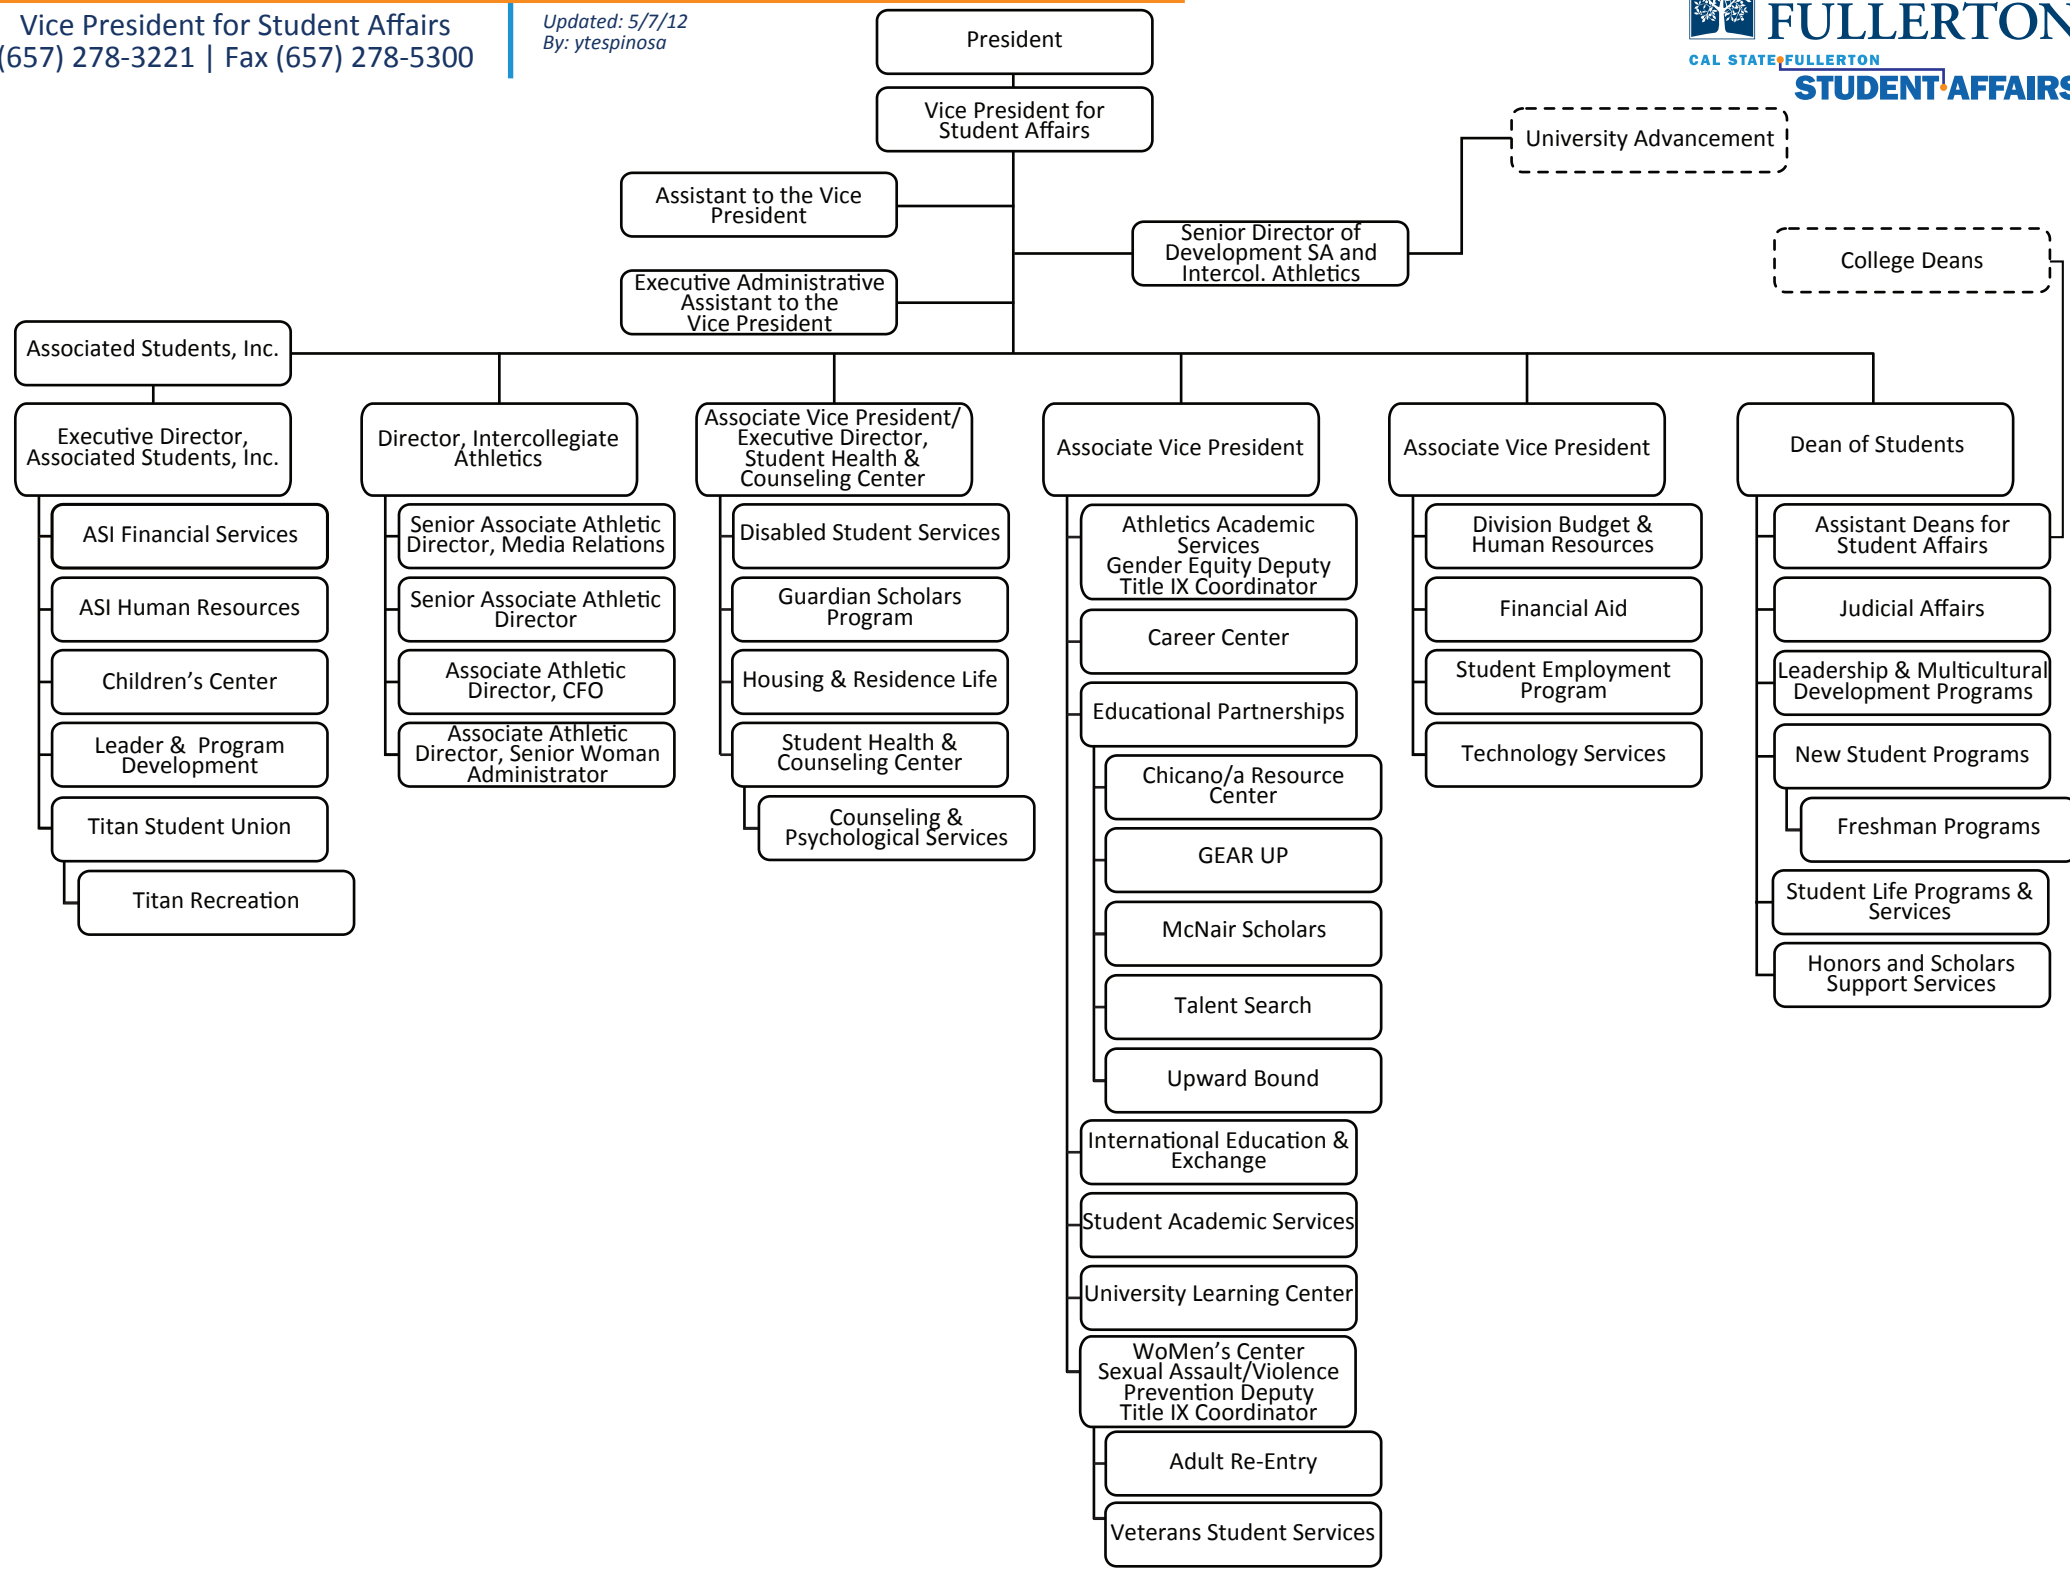 Vice President for Student Affairs
(657) 278-3221 | Fax (657) 278-5300
Updated: 5/7/12
By: ytespinosa
FULLERTON
CAL STATE FULLERTON
STUDENT AFFAIRS
President
Vice President for
Student Affairs
University Advancement
Assistant to the Vice
President
Senior Director of
Development SA and
Intercol. Athletics
College Deans
Executive Administrative
Assistant to the
Vice President
Associated Students, Inc.
Executive Director,
Associated Students, Inc.
ASI Financial Services
ASI Human Resources
Children’s Center
Leader &  Program
Development
Titan Student Union
Titan Recreation
Director, Intercollegiate
Athletics
Senior Associate Athletic
Director, Media Relations
Senior Associate Athletic
Director
Associate Athletic
Director, CFO
Associate Athletic
Director, Senior Woman
Administrator
Associate Vice President/
Executive Director,
Student Health &
Counseling Center
Disabled Student Services
Guardian Scholars
Program
Housing & Residence Life
Student Health &
Counseling Center
Counseling &
Psychological Services
Associate Vice President
Athletics Academic
Services
Gender Equity Deputy
Title IX Coordinator
Career Center
Educational Partnerships
Chicano/a Resource
Center
GEAR UP
McNair Scholars
Talent Search
Upward Bound
International Education &
Exchange
Student Academic Services
University Learning Center
WoMen’s Center
Sexual Assault/Violence
Prevention Deputy
Title IX Coordinator
Adult Re-Entry
Veterans Student Services
Associate Vice President
Division Budget &
Human Resources
Financial Aid
Student Employment
Program
Technology Services
Dean of Students
Assistant Deans for
Student Affairs
Judicial Affairs
Leadership & Multicultural
Development Programs
New Student Programs
Freshman Programs
Student Life Programs &
Services
Honors and Scholars
Support Services